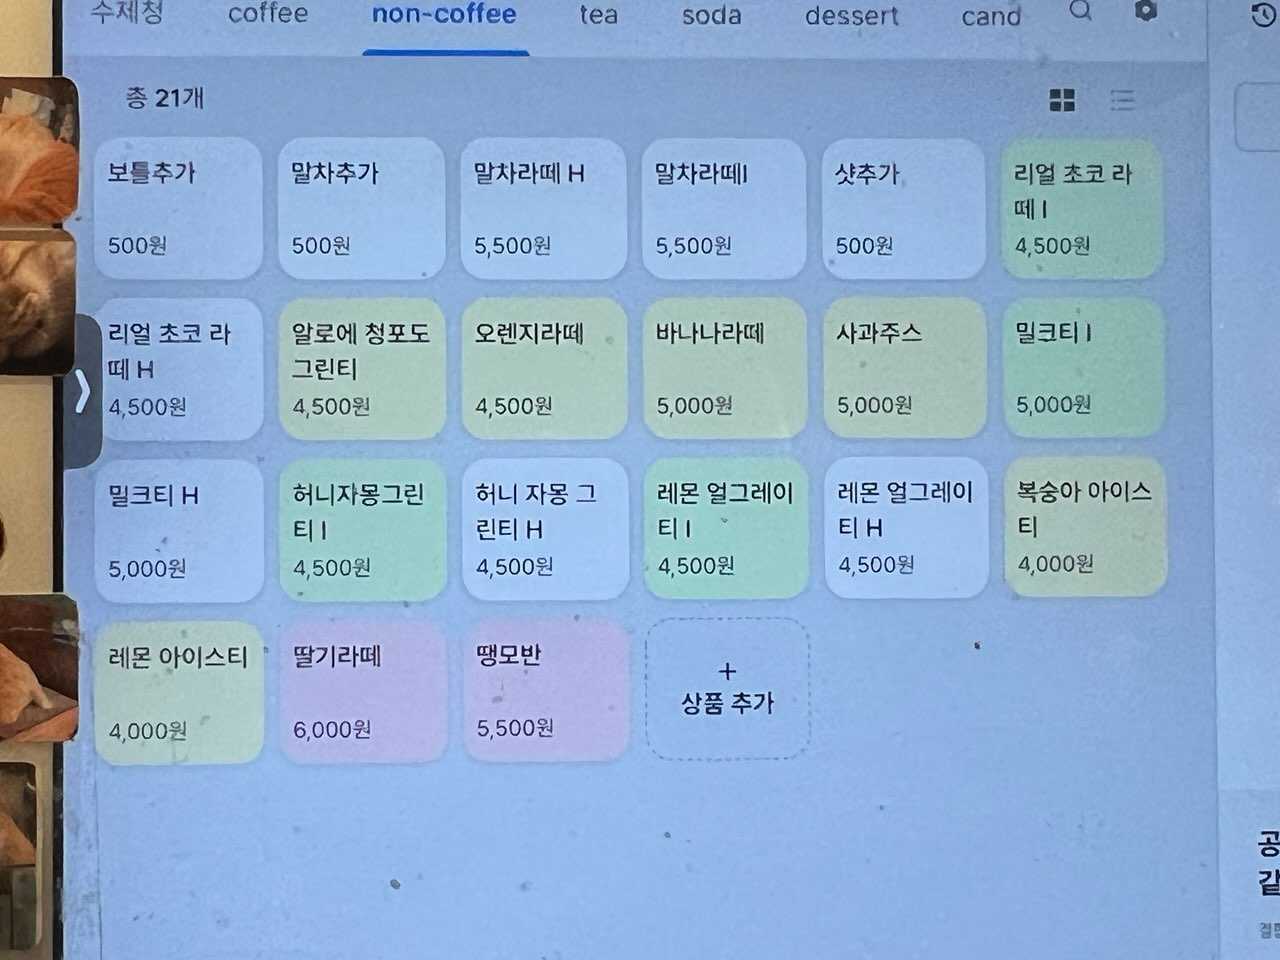 수제청 coffee non-coffee tea soda dessert cand
총 21개
보틀추가
500원
말차추가
500원
말차라떼 H
5,500원
말차라떼I
5,500원
샷추가
500원
리얼 초코 라
떼 I
4,500원
리얼 초코 라
떼 H
4,500원
알로에 청포도
그린티
4,500원
오렌지라떼
4,500원
바나나라떼
5,000원
사과주스
5,000원
밀크티 I
5,000원
밀크티 H
5,000원
허니자몽그린
티 I
4,500원
허니 자몽 그
린티 H
4,500원
레몬 얼그레이
티 I
4,500원
레몬 얼그레이
티 H
4,500원
복숭아 아이스
티
4,000원
레몬 아이스티
4,000원
딸기라떼
6,000원
땡모반
5,500원
+
상품 추가
공
같